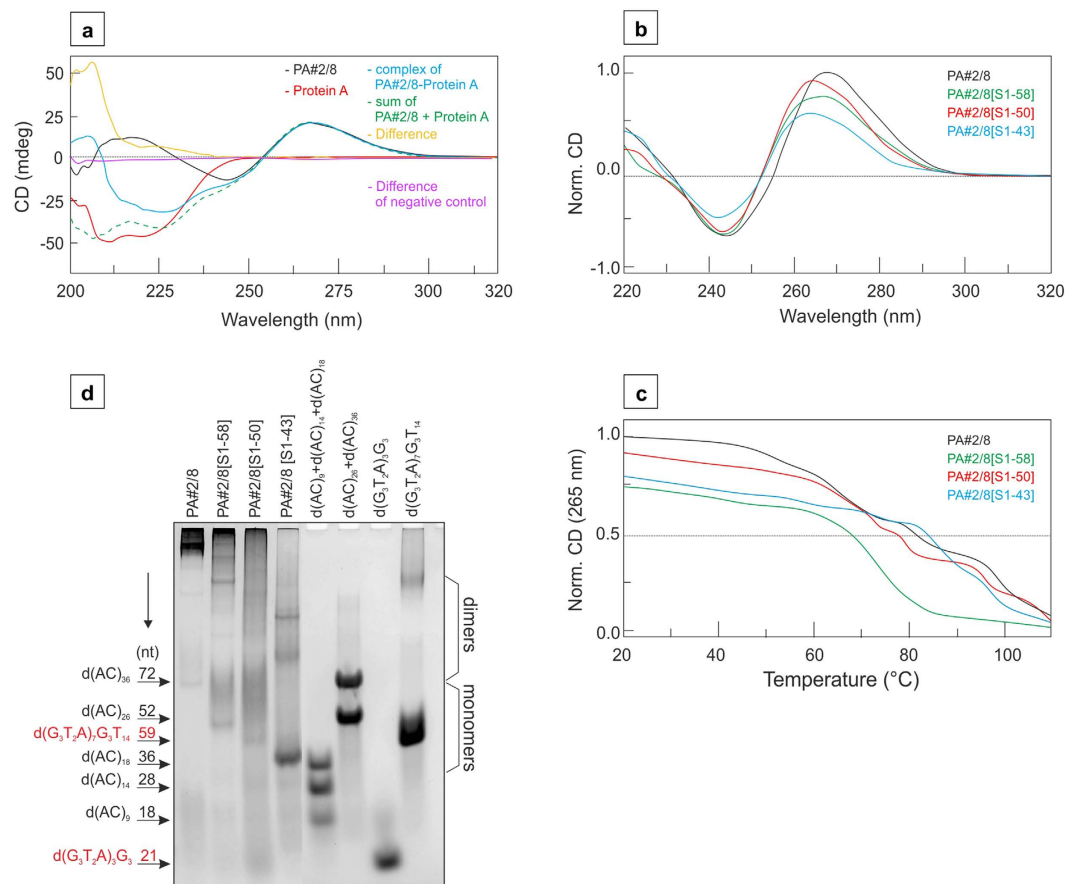 a
CD (mdeg)
50
25
0
-25
-50
- PA#2/8
- Protein A
- complex of
PA#2/8-Protein A
- sum of
PA#2/8 + Protein A
- Difference
- Difference
of negative control
200
225
250
275
320
Wavelength (nm)
b
Norm. CD
1.0
0.0
-1.0
PA#2/8
PA#2/8[S1-58]
PA#2/8[S1-50]
PA#2/8[S1-43]
220
240
260
280
300
320
Wavelength (nm)
d
PA#2/8
PA#2/8[S1-58]
PA#2/8[S1-50]
PA#2/8 [S1-43]
d(AC)₉+d(AC)₁₄+d(AC)₁₈
d(AC)₂₆+d(AC)₃₆
d(G₃T₂A)₃G₃
d(G₃T₂A)₇G₃T₁₄
(nt)
d(AC)₃₆ 72
d(AC)₂₆ 52
d(G₃T₂A)₇G₃T₁₄ 59
d(AC)₁₈ 36
d(AC)₁₄ 28
d(AC)₉ 18
d(G₃T₂A)₃G₃ 21
dimers
monomers
c
Norm. CD (265 nm)
1.0
0.5
0.0
PA#2/8
PA#2/8[S1-58]
PA#2/8[S1-50]
PA#2/8[S1-43]
20
40
60
80
100
Temperature (°C)